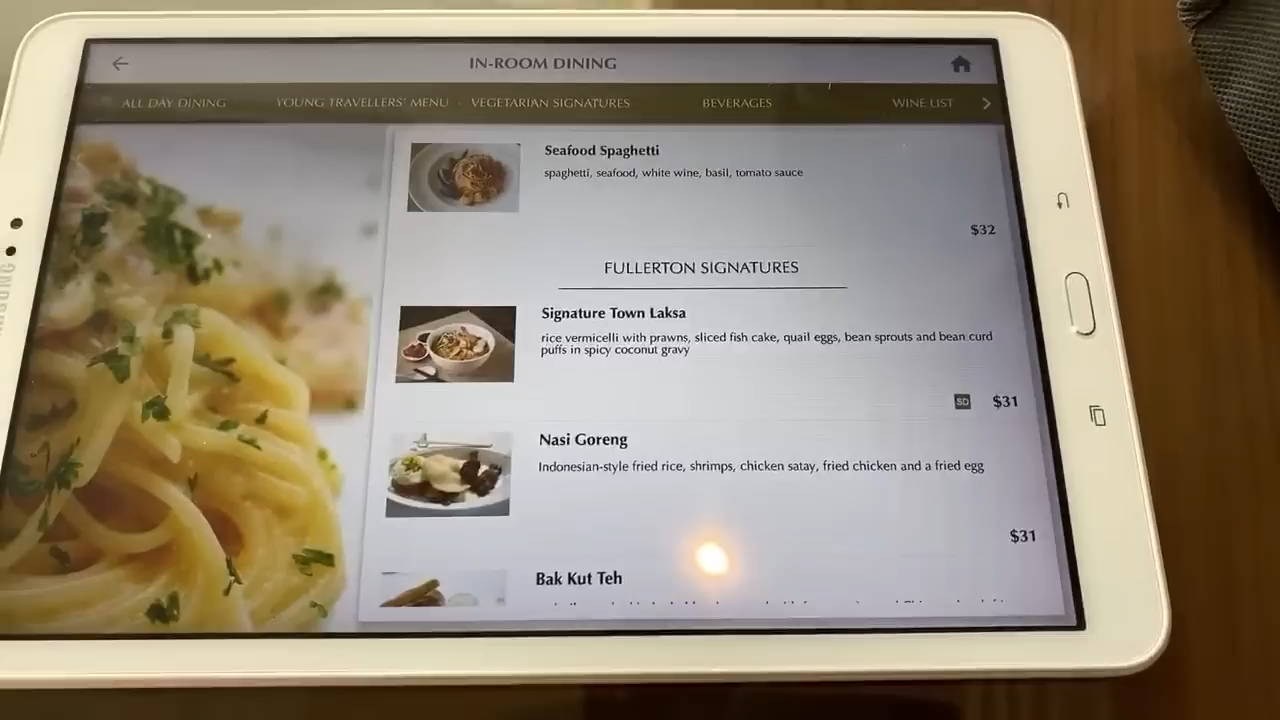 IN-ROOM DINING
ALL DAY DINING YOUNG TRAVELLERS' MENU VEGETARIAN SIGNATURES BEVERAGES WINE LIST
Seafood Spaghetti
spaghetti, seafood, white wine, basil, tomato sauce
$32
FULLERTON SIGNATURES
Signature Town Laksa
rice vermicelli with prawns, sliced fish cake, quail eggs, bean sprouts and bean curd
puffs in spicy coconut gravy
SD $31
Nasi Goreng
Indonesian-style fried rice, shrimps, chicken satay, fried chicken and a fried egg
$31
Bak Kut Teh